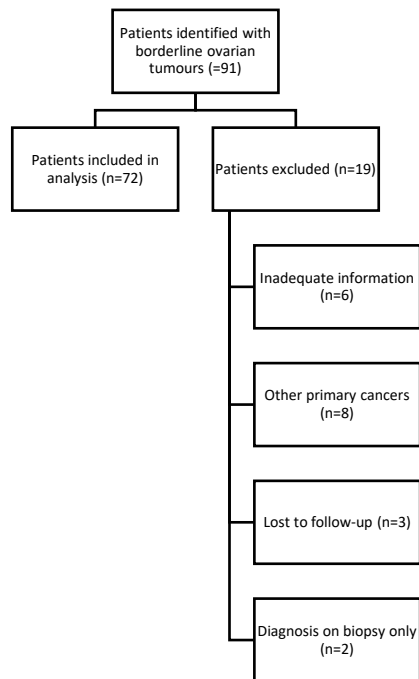 Patients identified with
borderline ovarian
tumours (=91)
Patients included in
analysis (n=72)
Patients excluded (n=19)
Inadequate information
(n=6)
Other primary cancers
(n=8)
Lost to follow-up (n=3)
Diagnosis on biopsy only
(n=2)